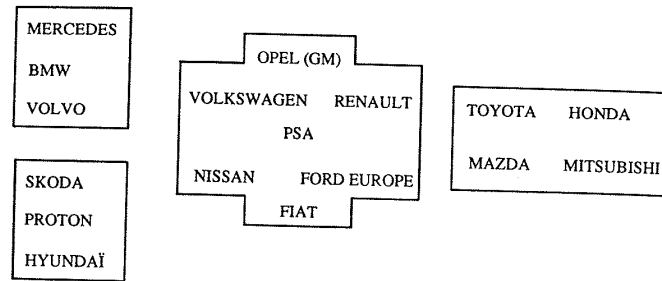 MERCEDES
BMW
VOLVO
SKODA
PROTON
HYUNDAÏ
OPEL (GM)
VOLKSWAGEN RENAULT
PSA
NISSAN FORD EUROPE
FIAT
TOYOTA HONDA
MAZDA MITSUBISHI